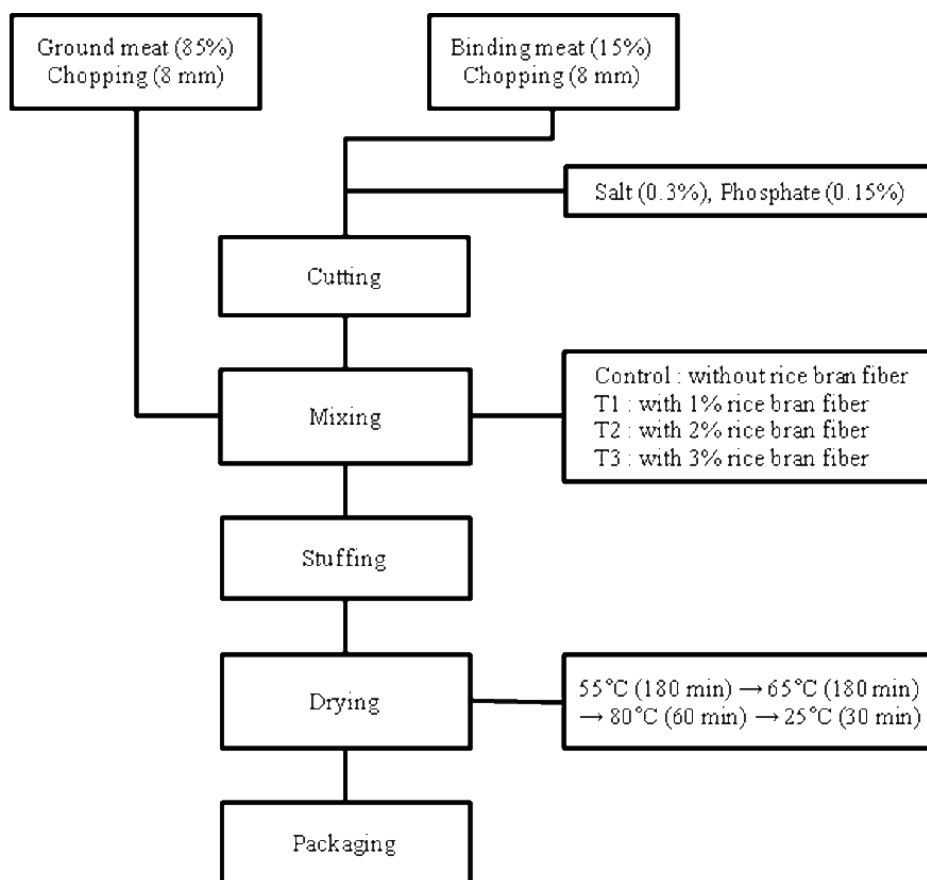 Ground meat (85%)
Chopping (8 mm)
Binding meat (15%)
Chopping (8 mm)
Salt (0.3%), Phosphate (0.15%)
Cutting
Control : without rice bran fiber
T1 : with 1% rice bran fiber
T2 : with 2% rice bran fiber
T3 : with 3% rice bran fiber
Mixing
Stuffing
Drying
55°C (180 min) → 65°C (180 min)
→ 80°C (60 min) → 25°C (30 min)
Packaging